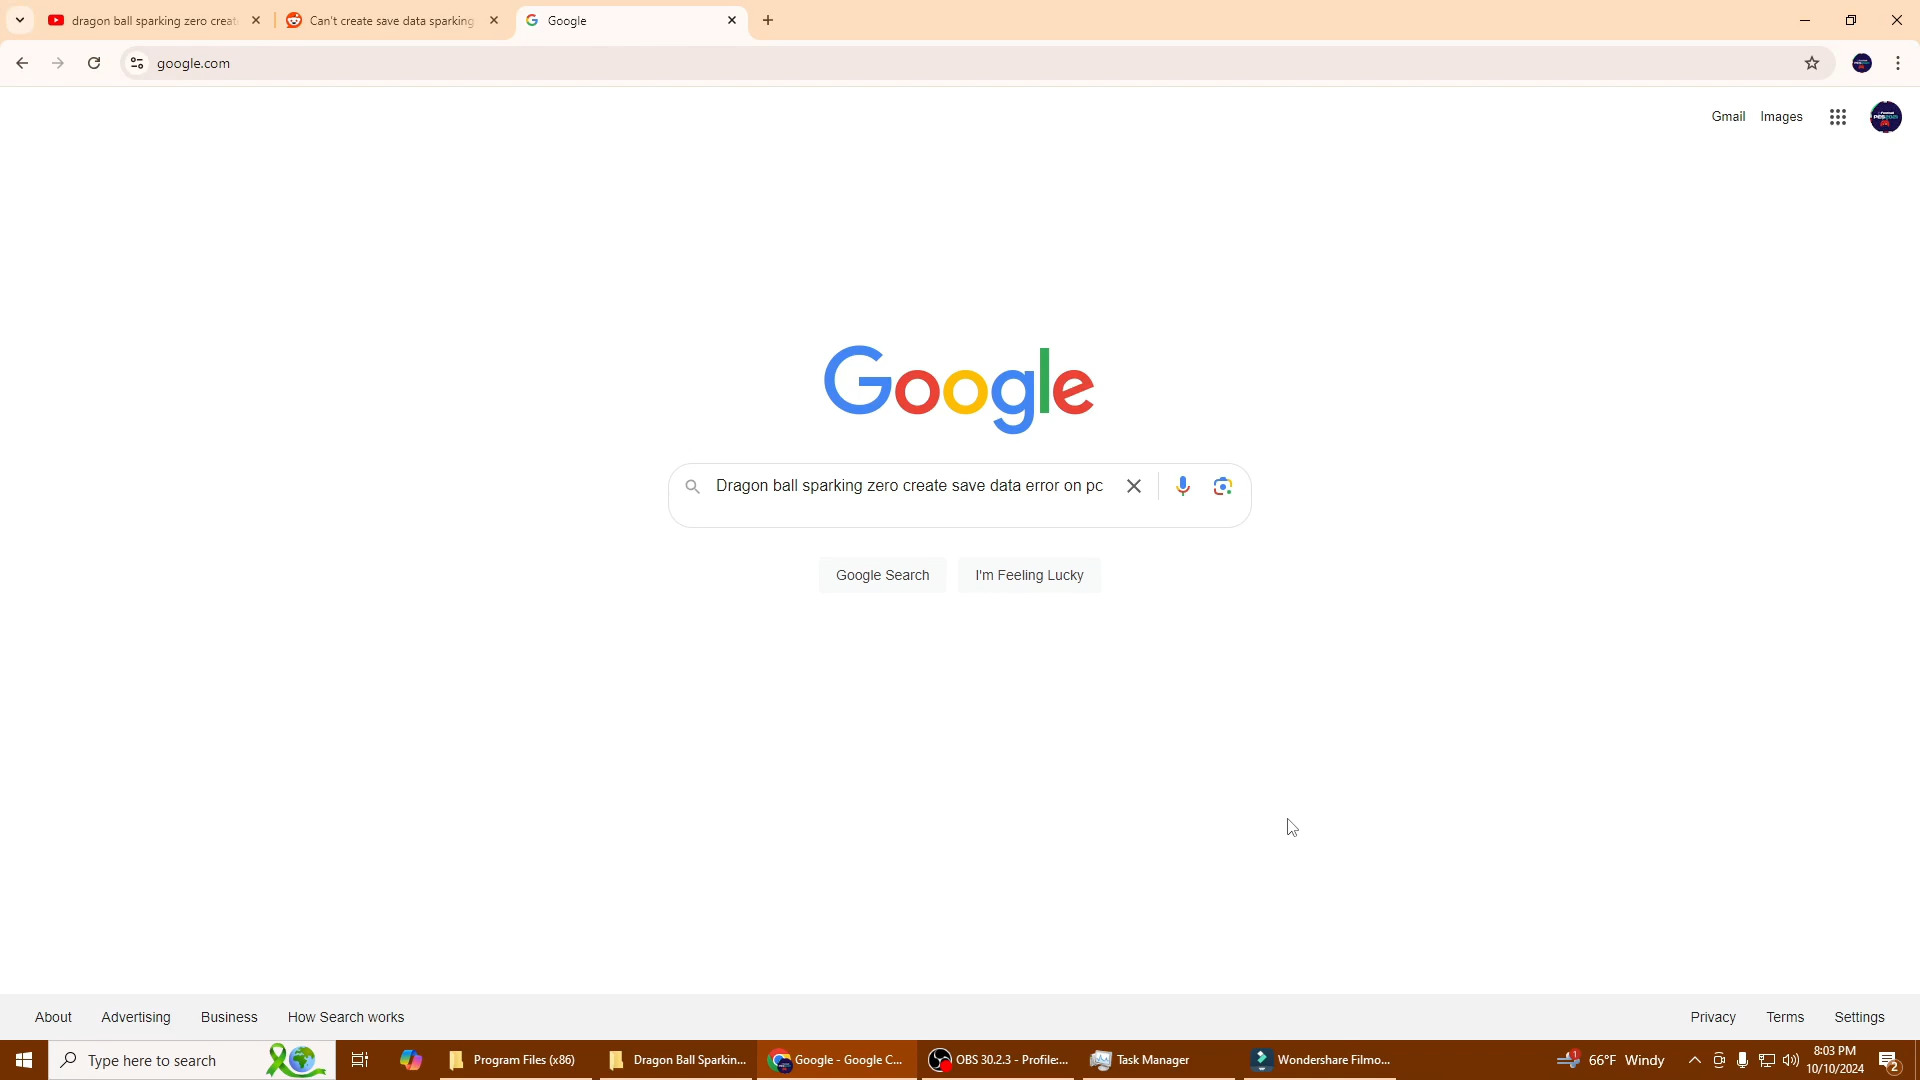 dragon ball sparking zero creat
Can't create save data sparking
Google
google.com
Gmail
Images
Google
Dragon ball sparking zero create save data error on pc
Google Search
I'm Feeling Lucky
About
Advertising
Business
How Search works
Privacy
Terms
Settings
Type here to search
Program Files (x86)
Dragon Ball Sparkin...
Google - Google C...
OBS 30.2.3 - Profile:...
Task Manager
Wondershare Filmo...
1
66°F Windy
8:03 PM
10/10/2024
2